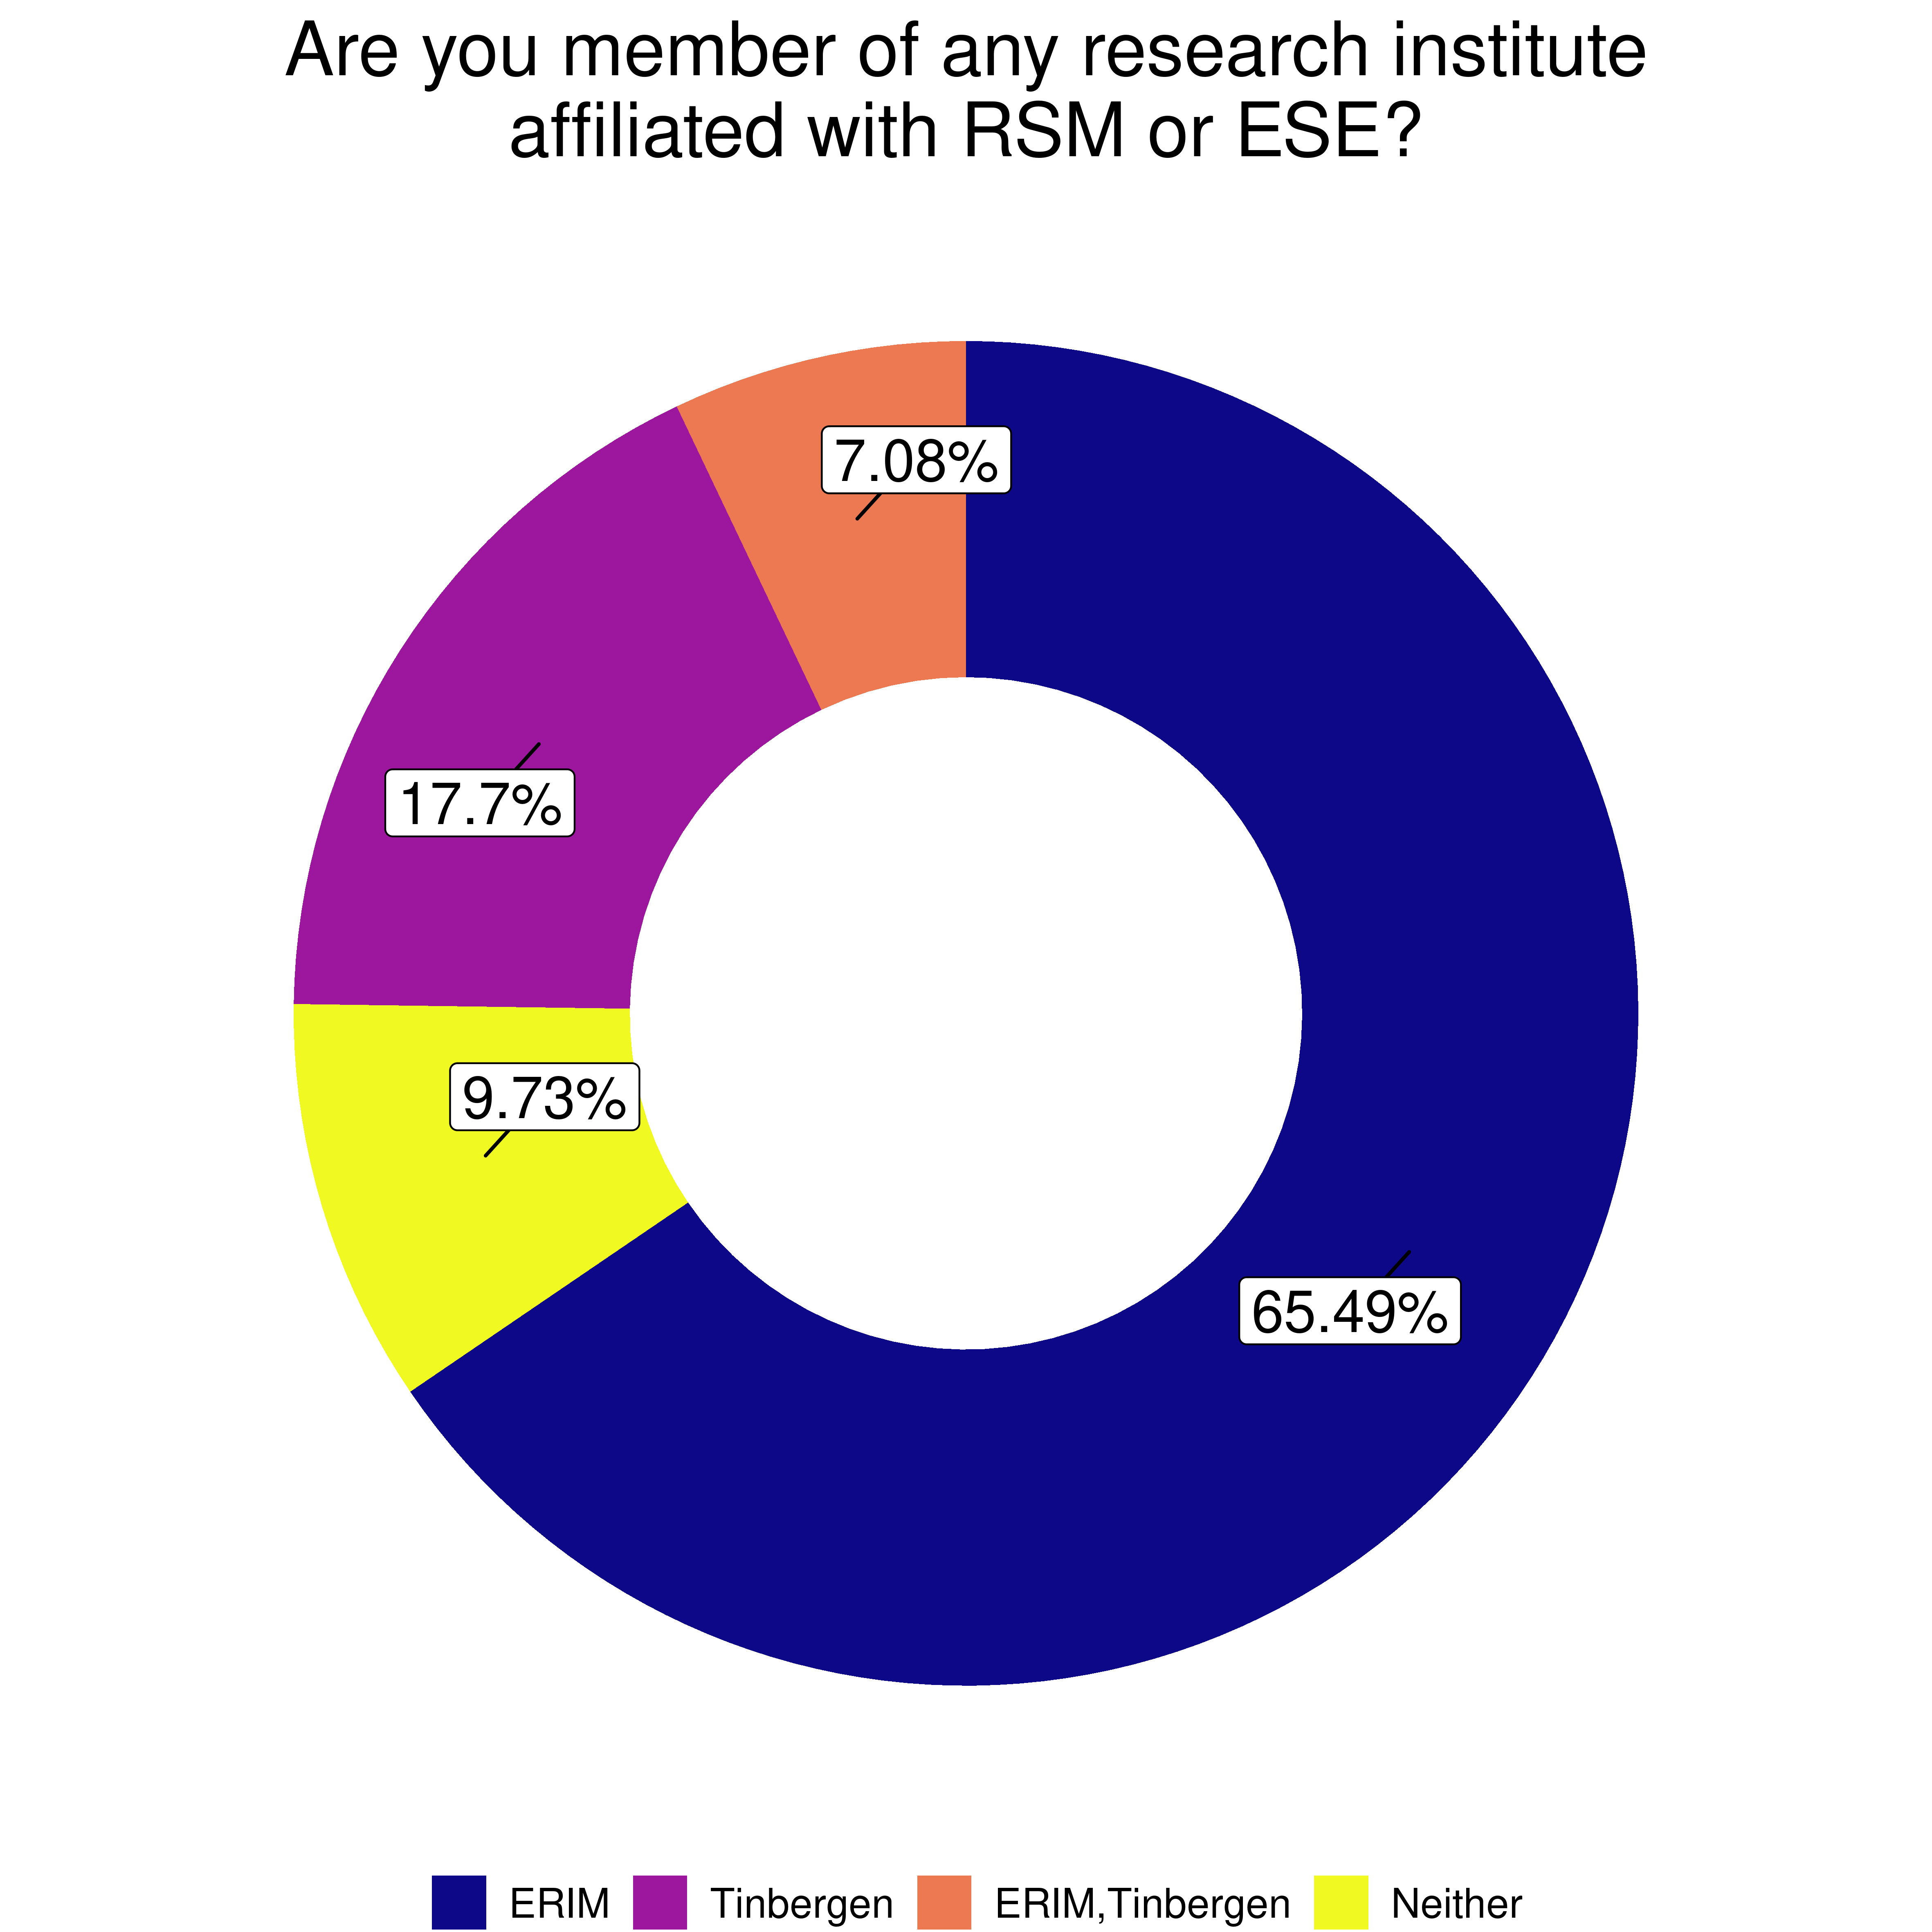 Are you member of any research institute
affiliated with RSM or ESE?
7.08%
17.7%
9.73%
65.49%
ERIM Tinbergen ERIM,Tinbergen Neither